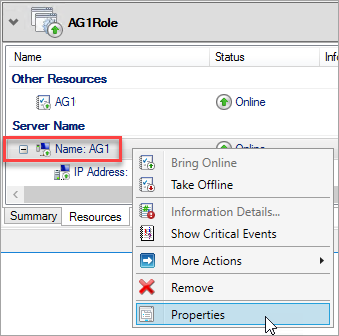 AG1Role
Name Status Info
Other Resources
AG1 Online
Server Name
Name: AG1
IP Address:
Summary Resources
Bring Online
Take Offline
Information Details...
Show Critical Events
More Actions
Remove
Properties